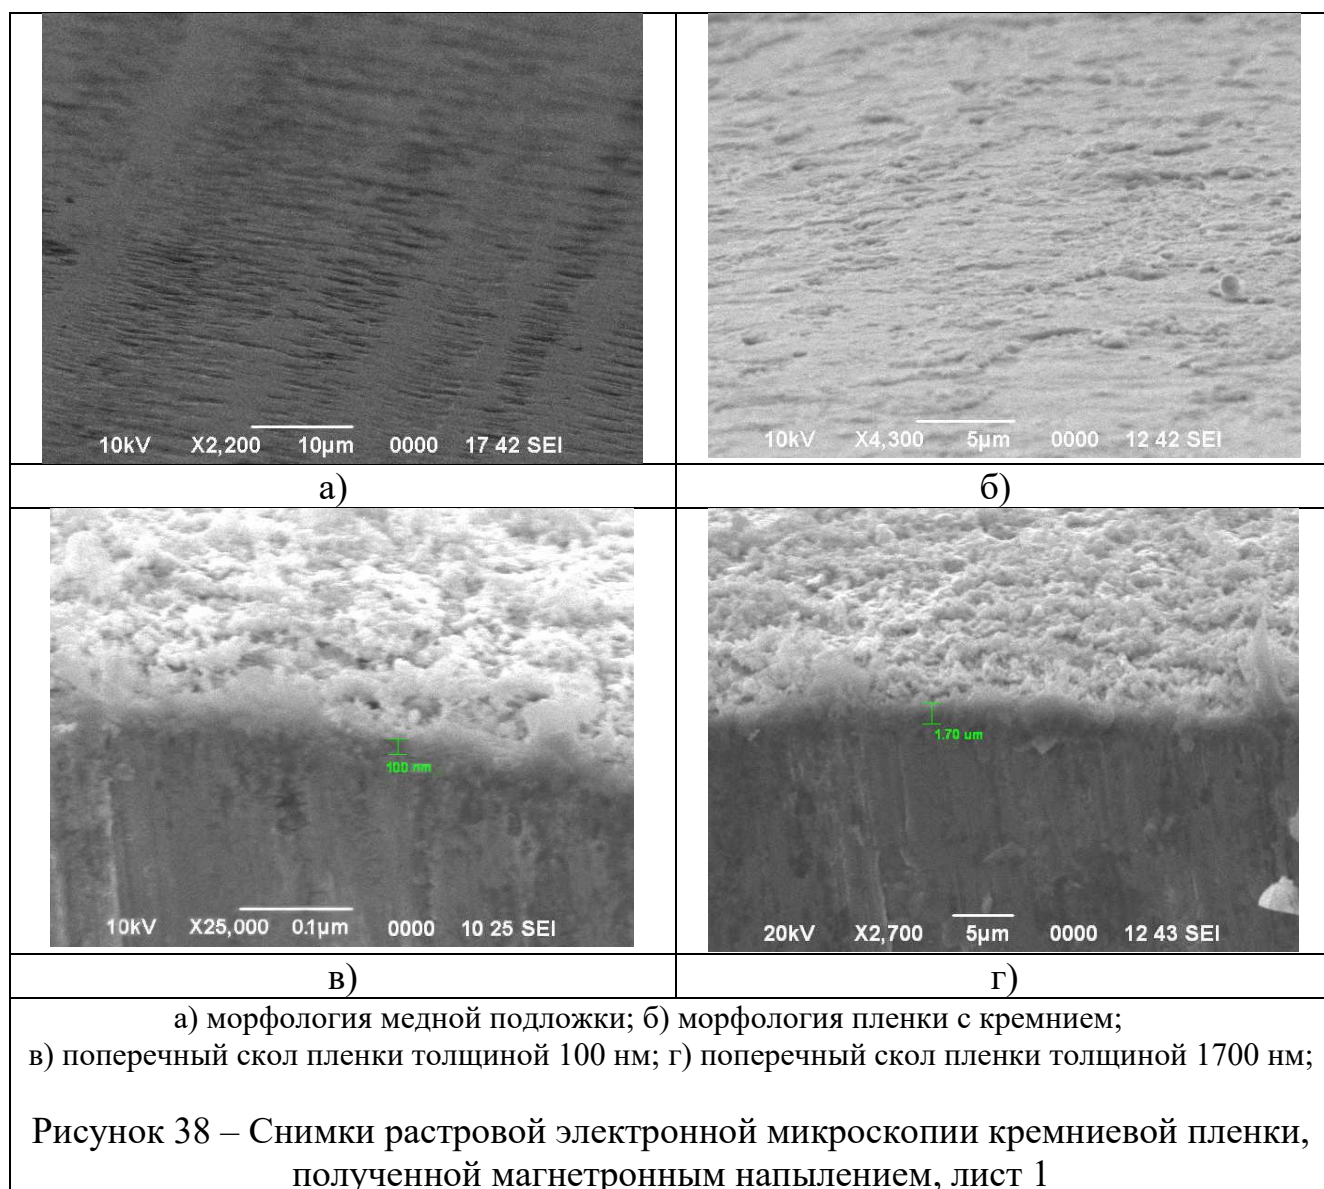 10kV X2,200 10µm 0000 17 42 SEI
10kV X4,300 5µm 0000 12 42 SEI
а)
б)
100 nm
10kV X25,000 0.1µm 0000 10 25 SEI
1.70 um
20kV X2,700 5µm 0000 12 43 SEI
в)
г)
а) морфология медной подложки; б) морфология пленки с кремнием;
в) поперечный скол пленки толщиной 100 нм; г) поперечный скол пленки толщиной 1700 нм;
Рисунок 38 – Снимки растровой электронной микроскопии кремниевой пленки,
полученной магнетронным напылением, лист 1